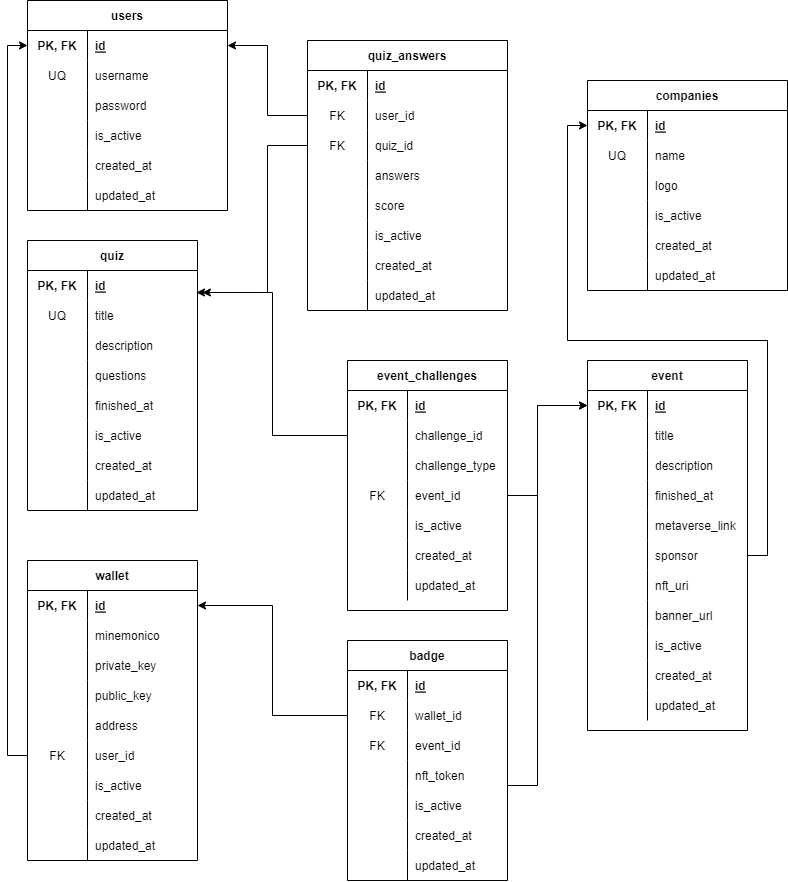 users
PK, FK id
UQ username
password
is_active
created_at
updated_at
quiz_answers
PK, FK id
FK user_id
FK quiz_id
answers
score
is_active
created_at
updated_at
companies
PK, FK id
UQ name
logo
is_active
created_at
updated_at
quiz
PK, FK id
UQ title
description
questions
finished_at
is_active
created_at
updated_at
event_challenges
PK, FK id
challenge_id
challenge_type
FK event_id
is_active
created_at
updated_at
event
PK, FK id
title
description
finished_at
metaverse_link
sponsor
nft_uri
banner_url
is_active
created_at
updated_at
wallet
PK, FK id
minemonico
private_key
public_key
address
FK user_id
is_active
created_at
updated_at
badge
PK, FK id
FK wallet_id
FK event_id
nft_token
is_active
created_at
updated_at